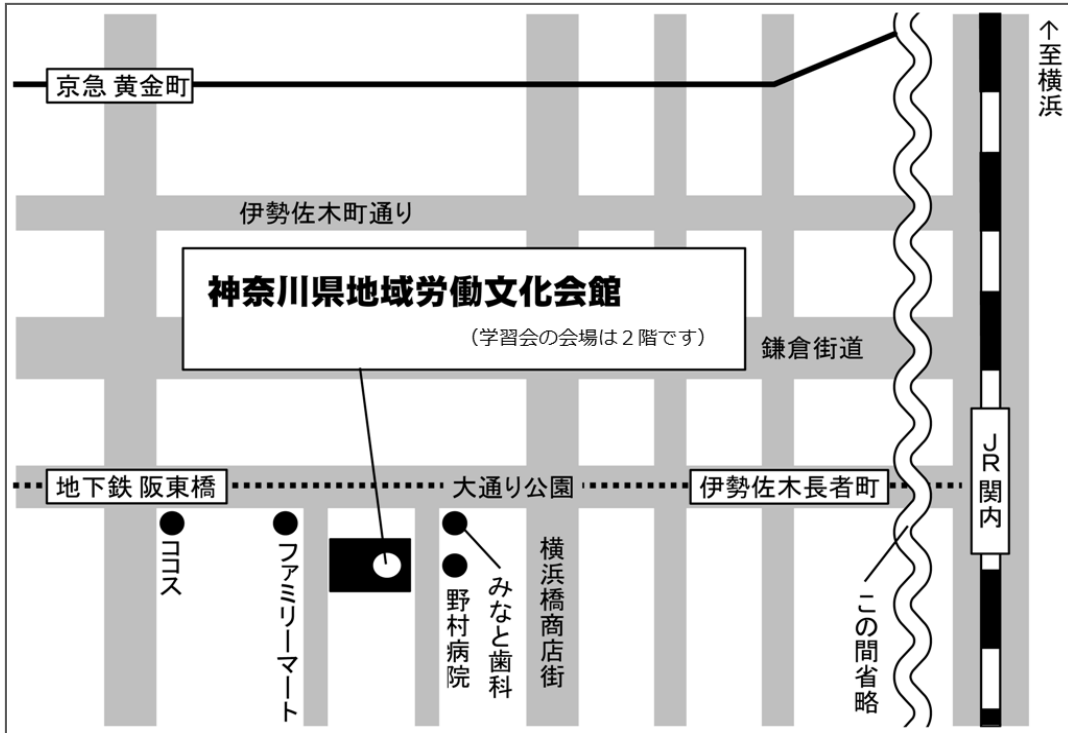 ↑至横浜
京急 黄金町
伊勢佐木町通り
神奈川県地域労働文化会館
（学習会の会場は２階です）
鎌倉街道
地下鉄 阪東橋
大通り公園
伊勢佐木長者町
JR関内
ココス
ファミリーマート
野村病院
みなと歯科
横浜橋商店街
この間省略